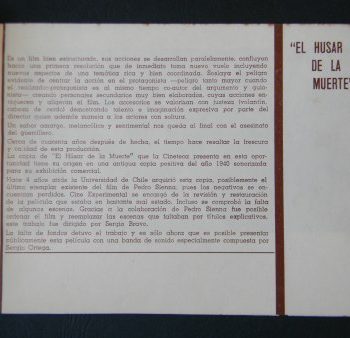 Es un film bien estructurado, sus acciones se desarrollan paralelamente, confluyen
hacia una primera resolución que de inmediato toma nuevo vuelo incluyendo
nuevos aspectos de una temática rica y bien coordinada. Soslaya el peligro
evidente de centrar la acción en el protagonista —peligro tanto mayor cuando
el realizador-protagonista es al mismo tiempo co-autor del argumento y guio-
nista— creando personajes secundarios muy bien elaborados, cuyas acciones en-
riquecen y aligeran el film. Los accesorios se valorizan con justeza (volantín,
cabeza de cerdo) demostrando talento e imaginación expresiva por parte del
director quien además maneja a los actores con soltura.
Un sabor amargo, melancólico y sentimental nos queda al final con el asesinato
del guerrillero.
Cerca de cuarenta años después de hecha, el tiempo hace resaltar la frescura
y calidad de esta producción.
La copia de "El Húsar de la Muerte" que la Cineteca presenta en esta opor-
tunidad tiene su origen en una antigua copia positiva del año 1940 sonorizada
para su exhibición comercial.
Hace 4 años atrás la Universidad de Chile adquirió esta copia, posiblemente el
último ejemplar existente del film de Pedro Sienna, pues los negativos se en-
cuentran perdidos. Cine Experimental se encargó de la revisión y restauración
de la película que estaba en bastante mal estado. Incluso se comprobó la falta
de algunas escenas. Gracias a la colaboración de Pedro Sienna fue posible
ordenar el film y reemplazar las escenas que faltaban por títulos explicativos.
este trabajo fue dirigido por Sergio Bravo.
La falta de fondos detuvo el trabajo y es sólo ahora que es posible presentar
públicamente esta película con una banda de sonido especialmente compuesta por
Sergio Ortega.
"EL HUSAR
DE LA
MUERTE"